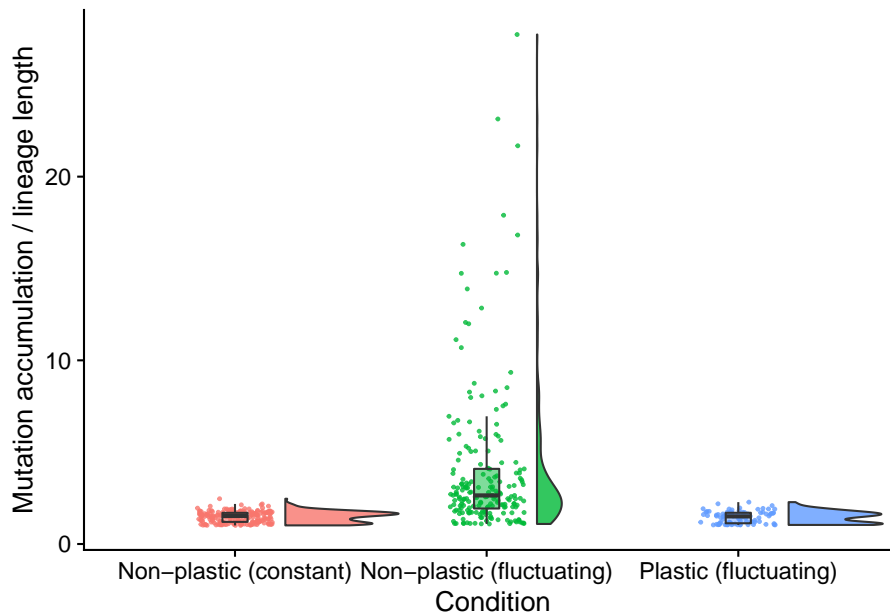 Mutation accumulation / lineage length
20
10
0
Non−plastic (constant) Non−plastic (fluctuating) Plastic (fluctuating)
Condition